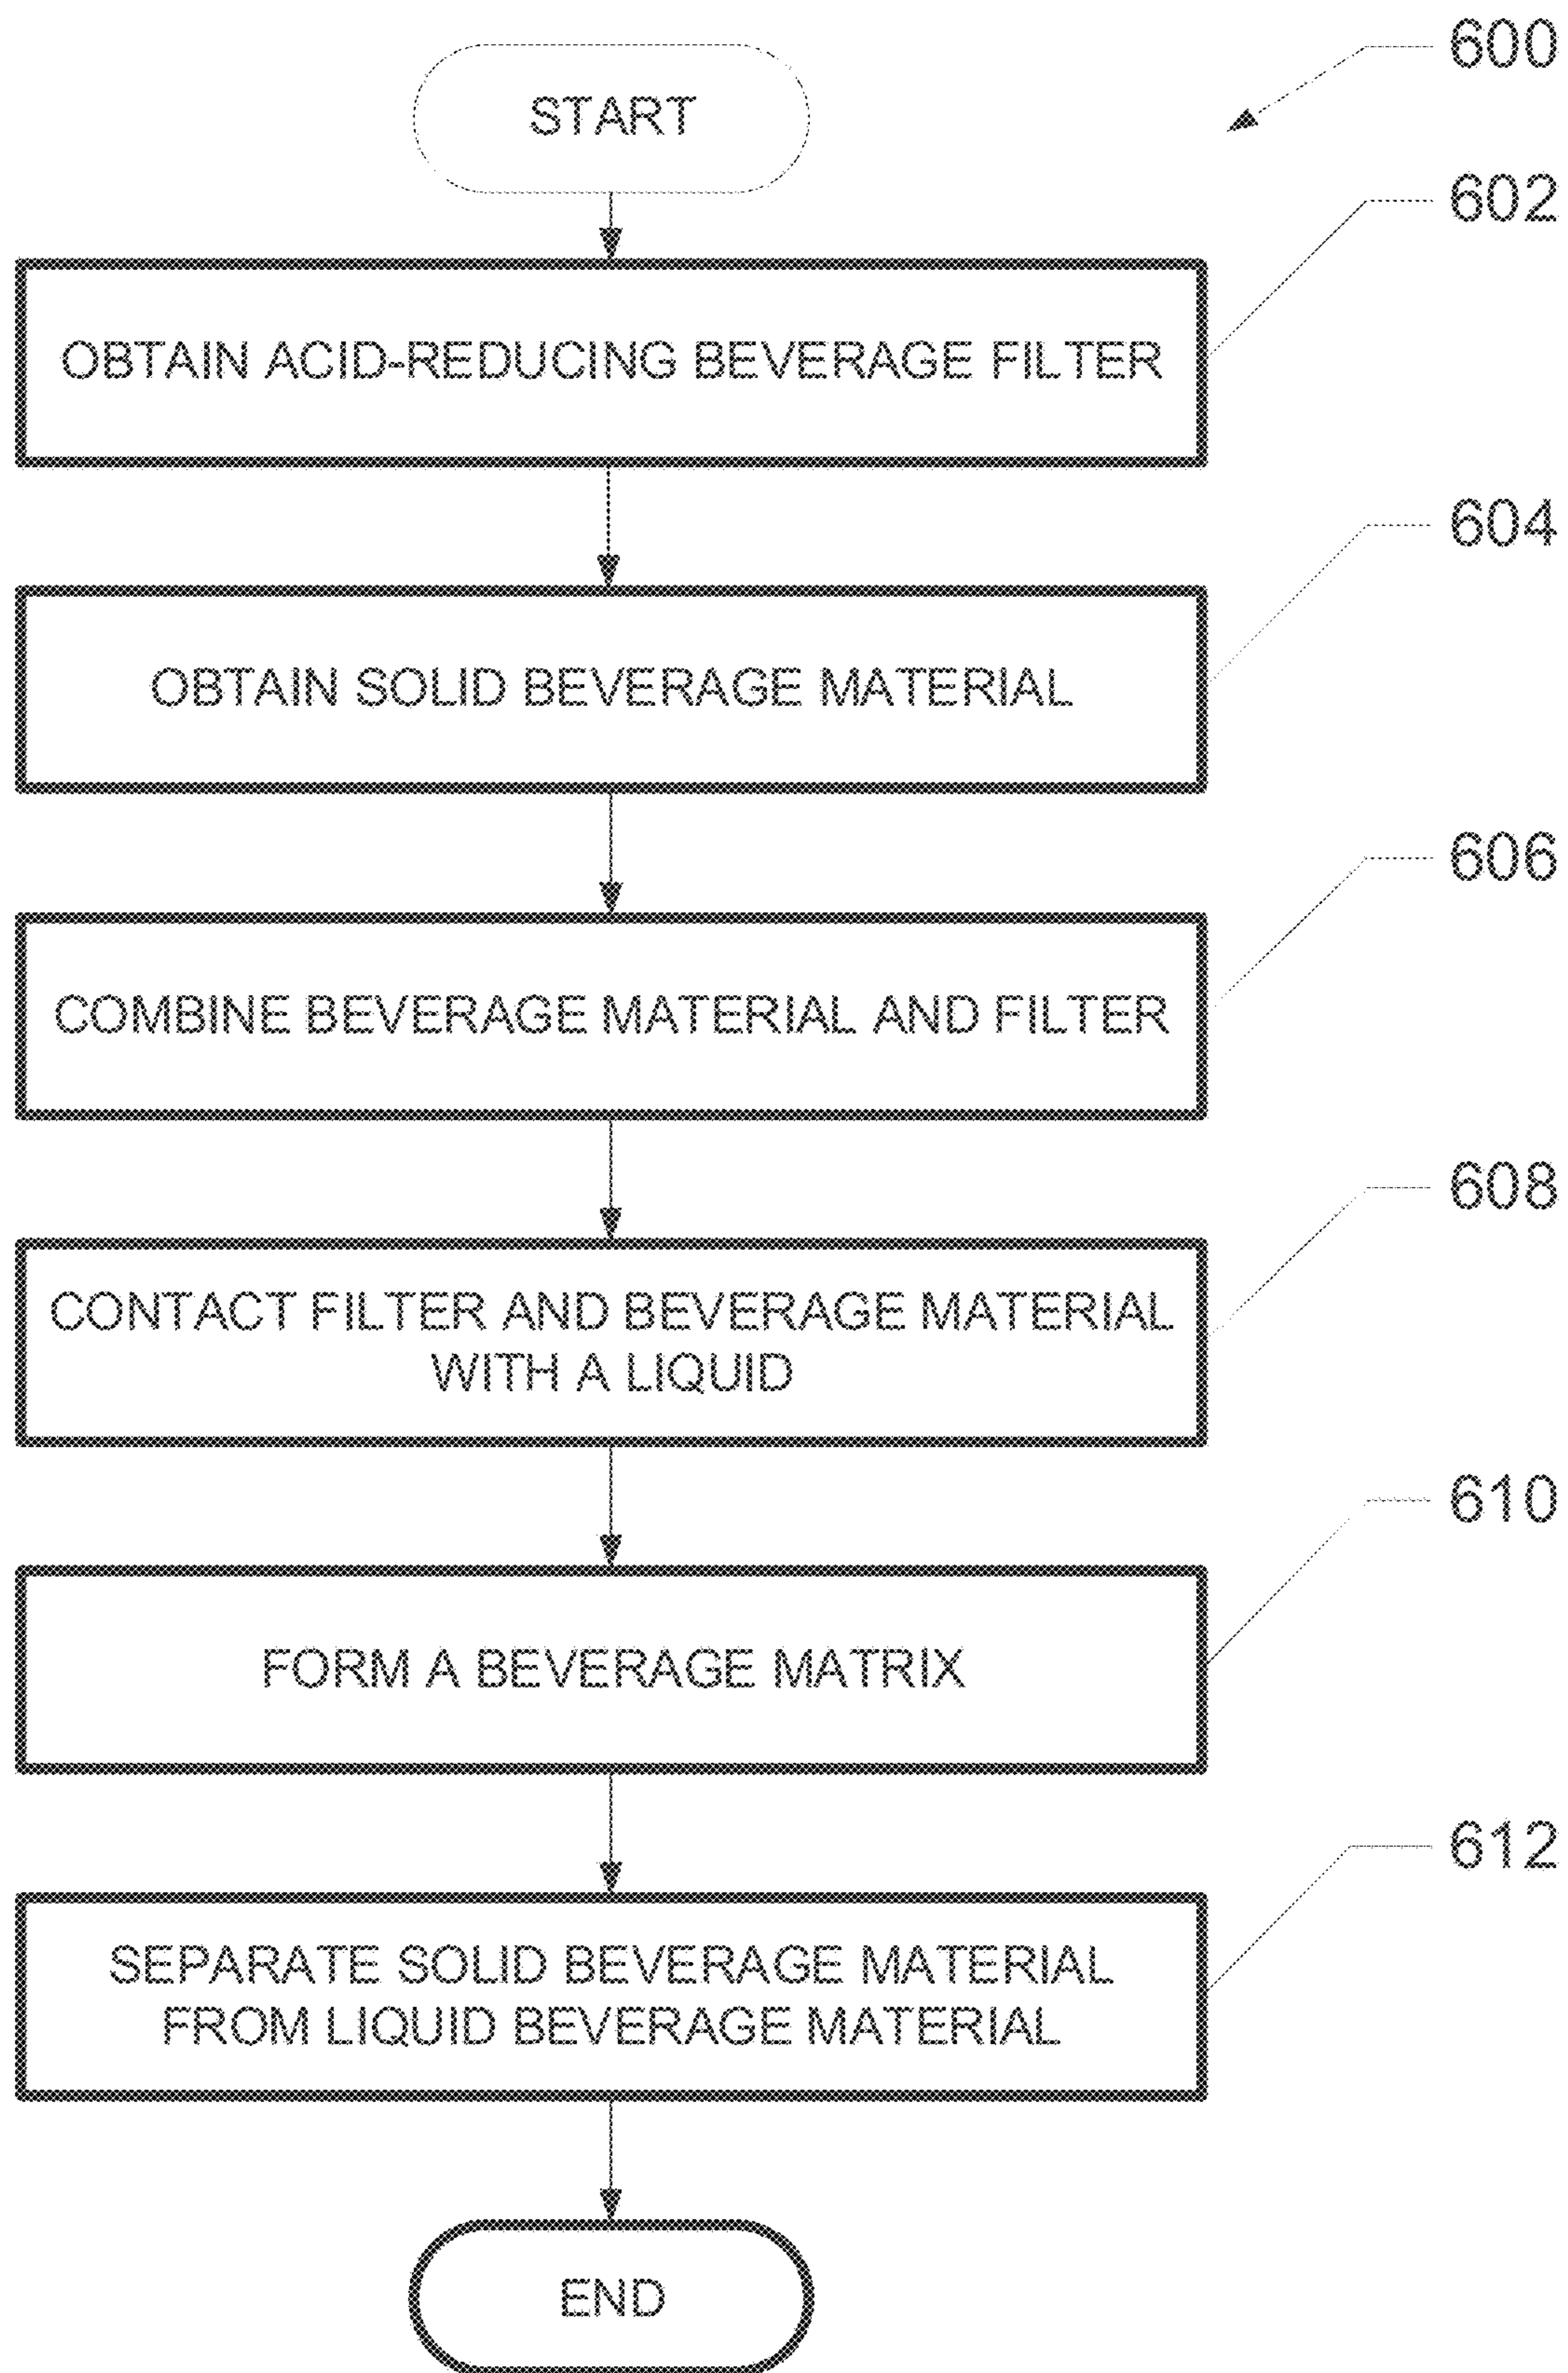 START
600
602
OBTAIN ACID-REDUCING BEVERAGE FILTER
604
OBTAIN SOLID BEVERAGE MATERIAL
606
COMBINE BEVERAGE MATERIAL AND FILTER
608
CONTACT FILTER AND BEVERAGE MATERIAL
WITH A LIQUID
610
FORM A BEVERAGE MATRIX
612
SEPARATE SOLID BEVERAGE MATERIAL
FROM LIQUID BEVERAGE MATERIAL
END